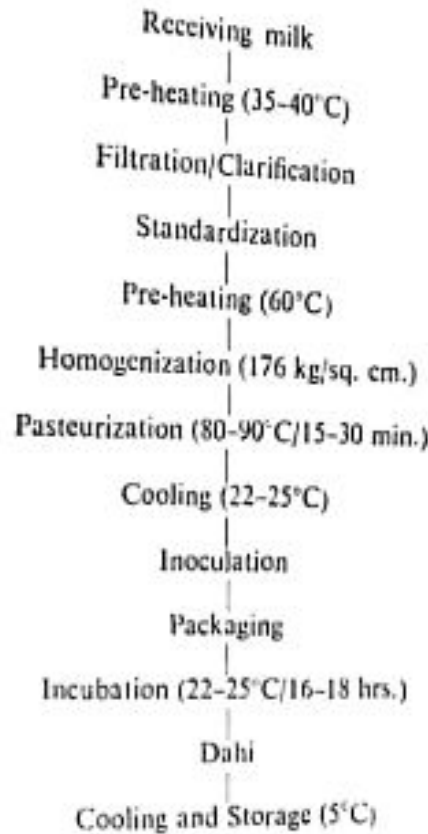 Receiving milk
Pre-heating (35-40°C)
Filtration/Clarification
Standardization
Pre-heating (60°C)
Homogenization (176 kg/sq. cm.)
Pasteurization (80-90°C/15-30 min.)
Cooling (22-25°C)
Inoculation
Packaging
Incubation (22-25°C/16-18 hrs.)
Dahi
Cooling and Storage (5°C)